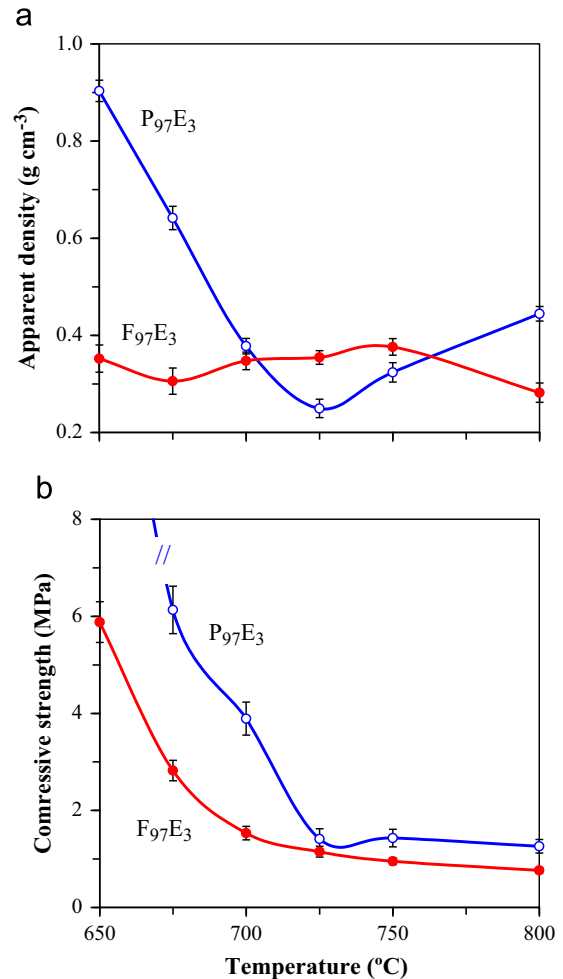 a
1.0
0.8
0.6
0.4
0.2
Apparent density (g cm⁻³)
P₉₇E₃
F₉₇E₃
b
8
6
4
2
0
Comressive strength (MPa)
//
P₉₇E₃
F₉₇E₃
650 700 750 800
Temperature (ºC)